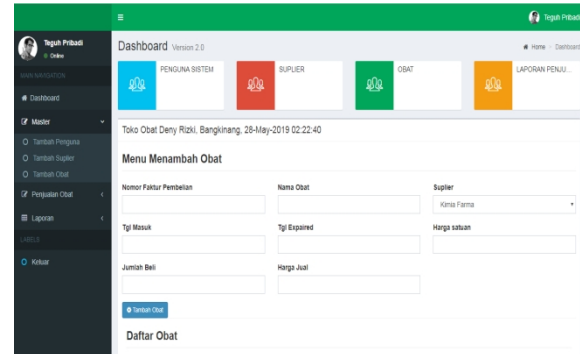 Teguh Pribadi
Teguh Pribadi
Online
Dashboard Version 2.0
Home > Dashboard
MAIN NAVIGATION
Dashboard
Master
Tambah Penguna
Tambah Suplier
Tambah Obat
Penjualan Obat
Laporan
LABELS
Keluar
PENGUNA SISTEM
SUPLIER
OBAT
LAPORAN PENJU...
Toko Obat Deny Rizki, Bangkinang, 28-May-2019 02:22:40
Menu Menambah Obat
Nomor Faktur Pembelian
Nama Obat
Suplier
Kimia Farma
Tgl Masuk
Tgl Expaired
Harga satuan
Jumlah Beli
Harga Jual
Tambah Obat
Daftar Obat